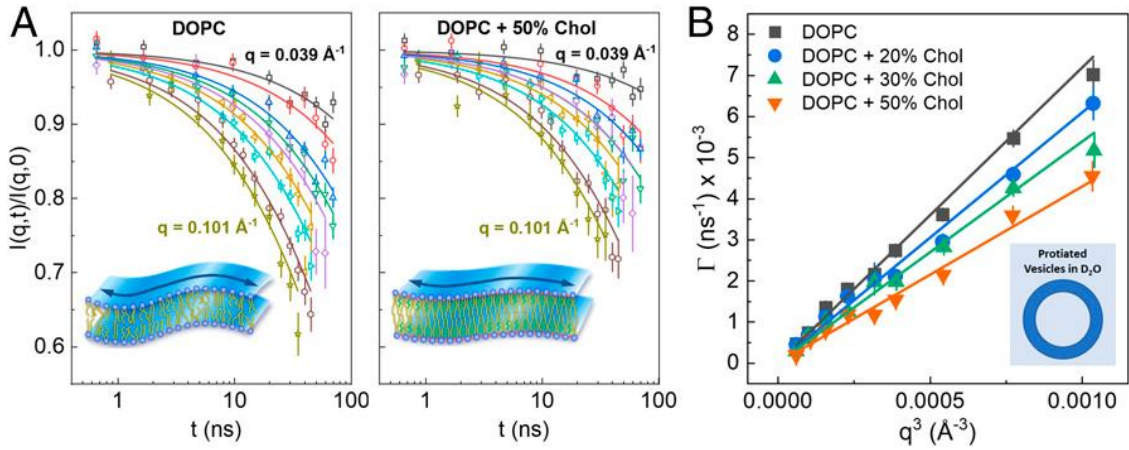 A
DOPC
q = 0.039 Å⁻¹
q = 0.101 Å⁻¹
I(q,t)/I(q,0)
1.0
0.9
0.8
0.7
0.6
1
10
100
t (ns)
DOPC + 50% Chol
q = 0.039 Å⁻¹
q = 0.101 Å⁻¹
1
10
100
t (ns)
B
DOPC
DOPC + 20% Chol
DOPC + 30% Chol
DOPC + 50% Chol
Γ (ns⁻¹) x 10⁻³
8
7
6
5
4
3
2
1
0
Protiated
Vesicles in D₂O
0.0000
0.0005
0.0010
q³ (Å⁻³)